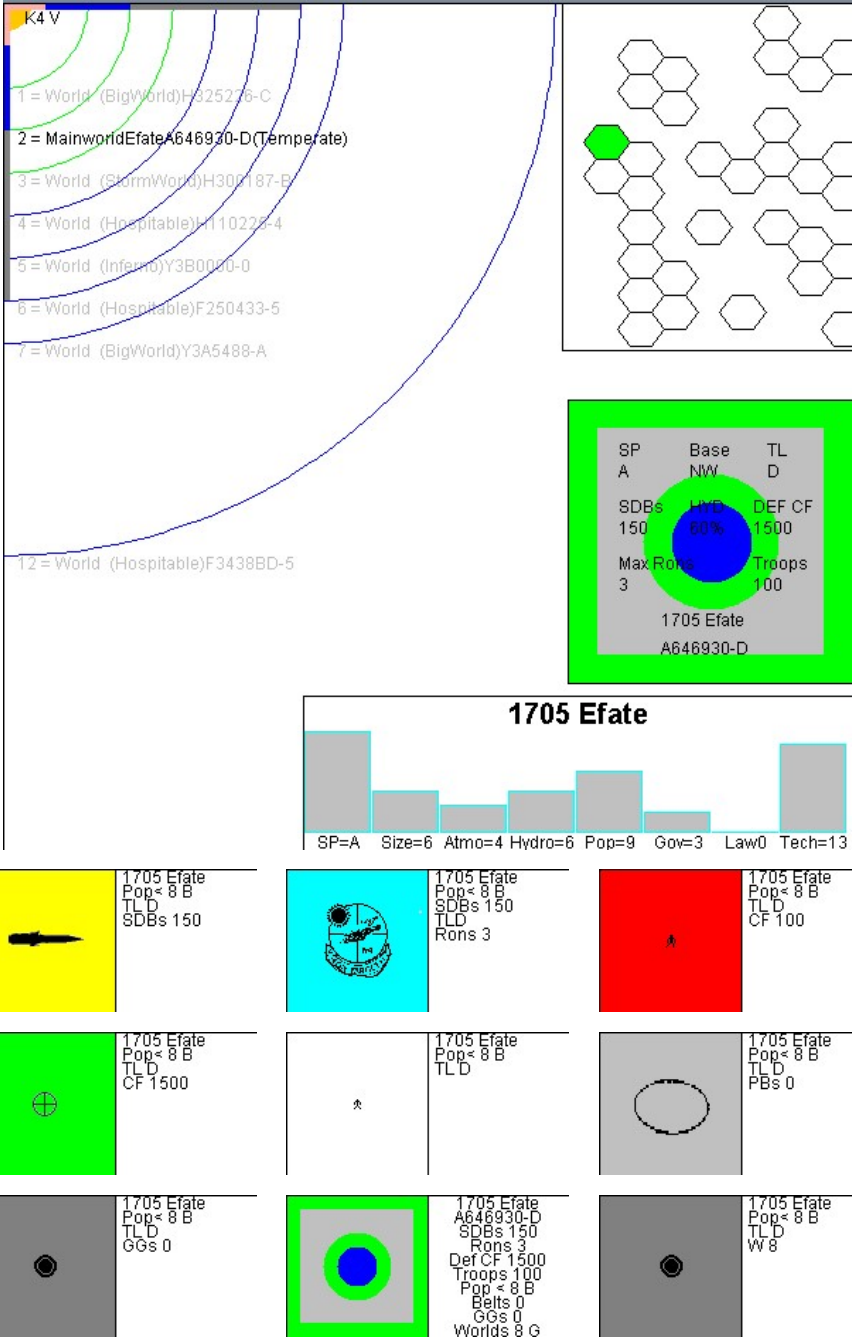 K4 V
1 = World (BigWorld)H325226-C
2 = MainworldEfateA646930-D(Temperate)
3 = World (StormWorld)H300187-B
4 = World (Hospitable)H110226-4
5 = World (Inferno)Y3B0000-0
6 = World (Hospitable)F250433-5
7 = World (BigWorld)Y3A5488-A
12 = World (Hospitable)F3438BD-5
SP Base TL
A NW D
SDBs HYD DEF CF
150 60% 1500
Max Rons Troops
3 100
1705 Efate
A646930-D
1705 Efate
SP=A Size=6 Atmo=4 Hydro=6 Pop=9 Gov=3 Law0 Tech=13
1705 Efate
Pop< 8 B
TL D
SDBs 150
1705 Efate
Pop< 8 B
SDBs 150
TLD
Rons 3
1705 Efate
Pop< 8 B
TL D
CF 100
1705 Efate
Pop< 8 B
TL D
CF 1500
1705 Efate
Pop< 8 B
TL D
1705 Efate
Pop< 8 B
TL D
PBs 0
1705 Efate
Pop< 8 B
TL D
GGs 0
1705 Efate
A646930-D
SDBs 150
Rons 3
Def CF 1500
Troops 100
Pop < 8 B
Belts 0
GGs 0
Worlds 8 G
1705 Efate
Pop< 8 B
TL D
W 8